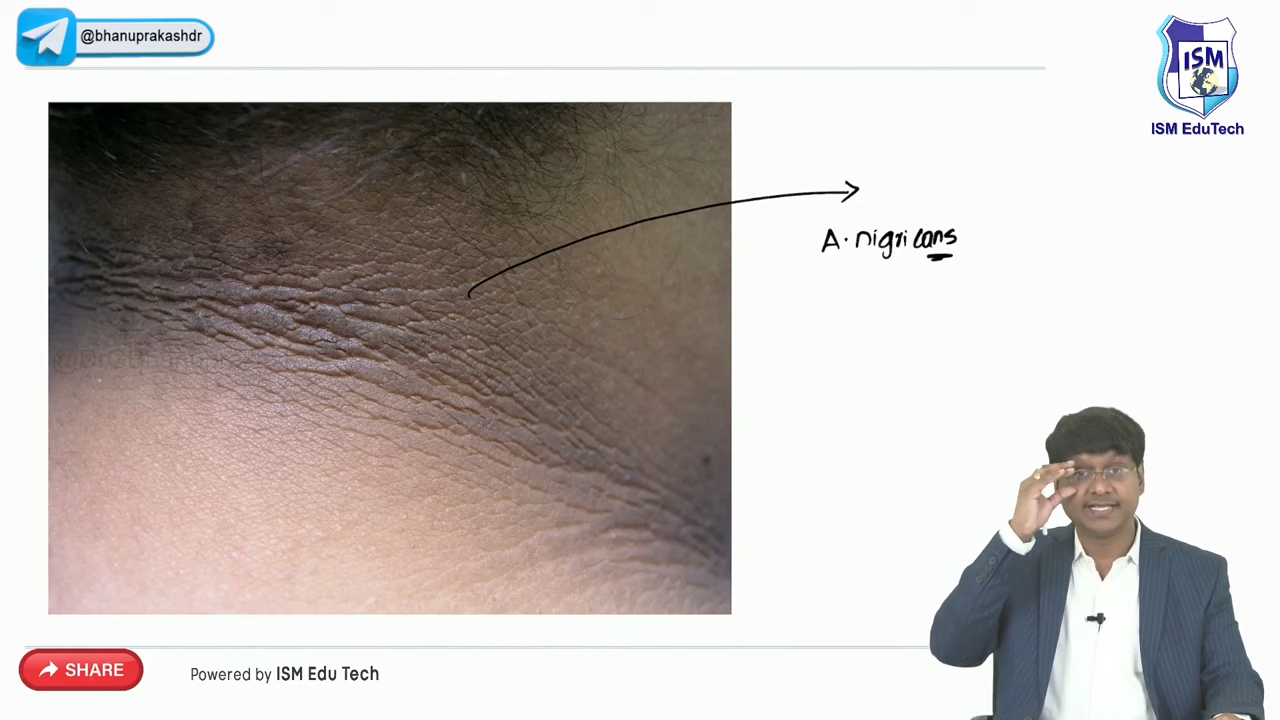 @bhanuprakashdr
ISM
ISM EduTech
A. nigricans
SHARE
Powered by ISM Edu Tech